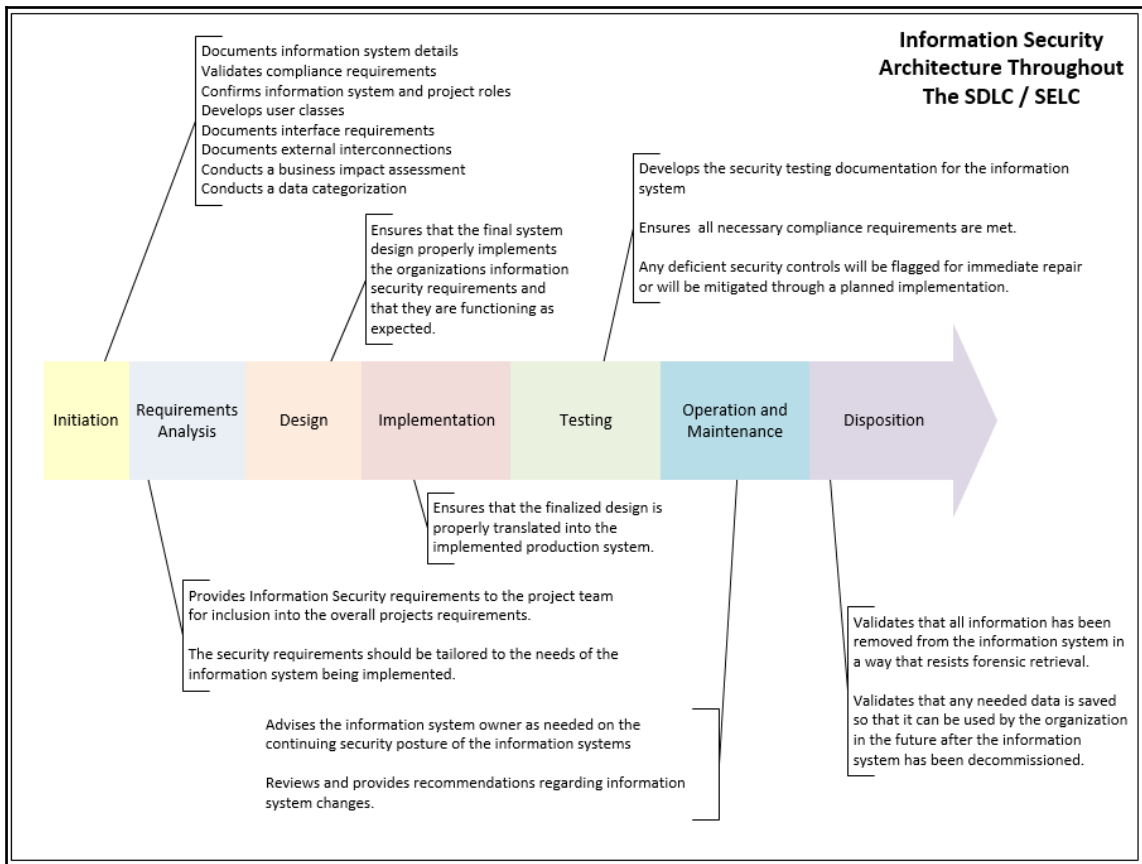 Information Security
Architecture Throughout
The SDLC / SELC
Documents information system details
Validates compliance requirements
Confirms information system and project roles
Develops user classes
Documents interface requirements
Documents external interconnections
Conducts a business impact assessment
Conducts a data categorization
Develops the security testing documentation for the information
system
Ensures all necessary compliance requirements are met.
Any deficient security controls will be flagged for immediate repair
or will be mitigated through a planned implementation.
Ensures that the final system
design properly implements
the organizations information
security requirements and
that they are functioning as
expected.
Initiation
Requirements
Analysis
Design
Implementation
Testing
Operation and
Maintenance
Disposition
Ensures that the finalized design is
properly translated into the
implemented production system.
Provides Information Security requirements to the project team
for inclusion into the overall projects requirements.
The security requirements should be tailored to the needs of the
information system being implemented.
Validates that all information has been
removed from the information system in
a way that resists forensic retrieval.
Validates that any needed data is saved
so that it can be used by the organization
in the future after the information
system has been decommissioned.
Advises the information system owner as needed on the
continuing security posture of the information systems
Reviews and provides recommendations regarding information
system changes.